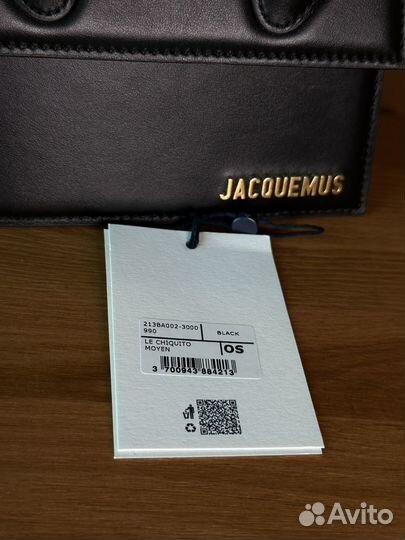 JACQUEMUS
213BA002-3000
990
BLACK
LE CHIQUITO
MOYEN
OS
3 700943 884213
Avito